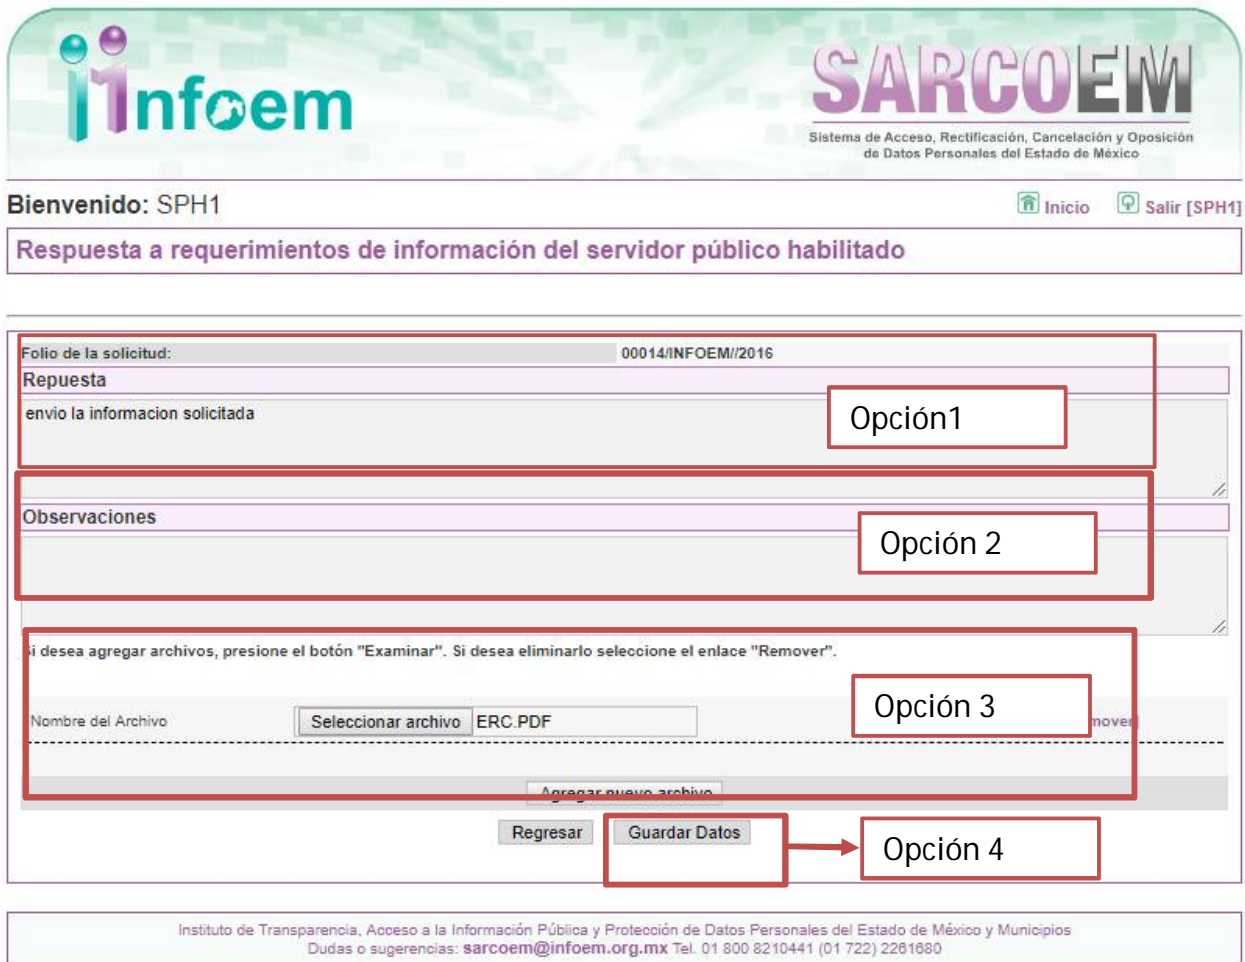 infoem
SARCOEM
Sistema de Acceso, Rectificación, Cancelación y Oposición
de Datos Personales del Estado de México
Bienvenido: SPH1
Inicio Salir [SPH1]
Respuesta a requerimientos de información del servidor público habilitado
Folio de la solicitud: 00014/INFOEM//2016
Repuesta
envio la informacion solicitada
Opción1
Observaciones
Opción 2
Si desea agregar archivos, presione el botón "Examinar". Si desea eliminarlo seleccione el enlace "Remover".
Opción 3
Nombre del Archivo Seleccionar archivo ERC.PDF mover]
Agregar nuevo archivo
Regresar Guardar Datos
Opción 4
Instituto de Transparencia, Acceso a la Información Pública y Protección de Datos Personales del Estado de México y Municipios
Dudas o sugerencias: sarcoem@infoem.org.mx Tel. 01 800 8210441 (01 722) 2261680